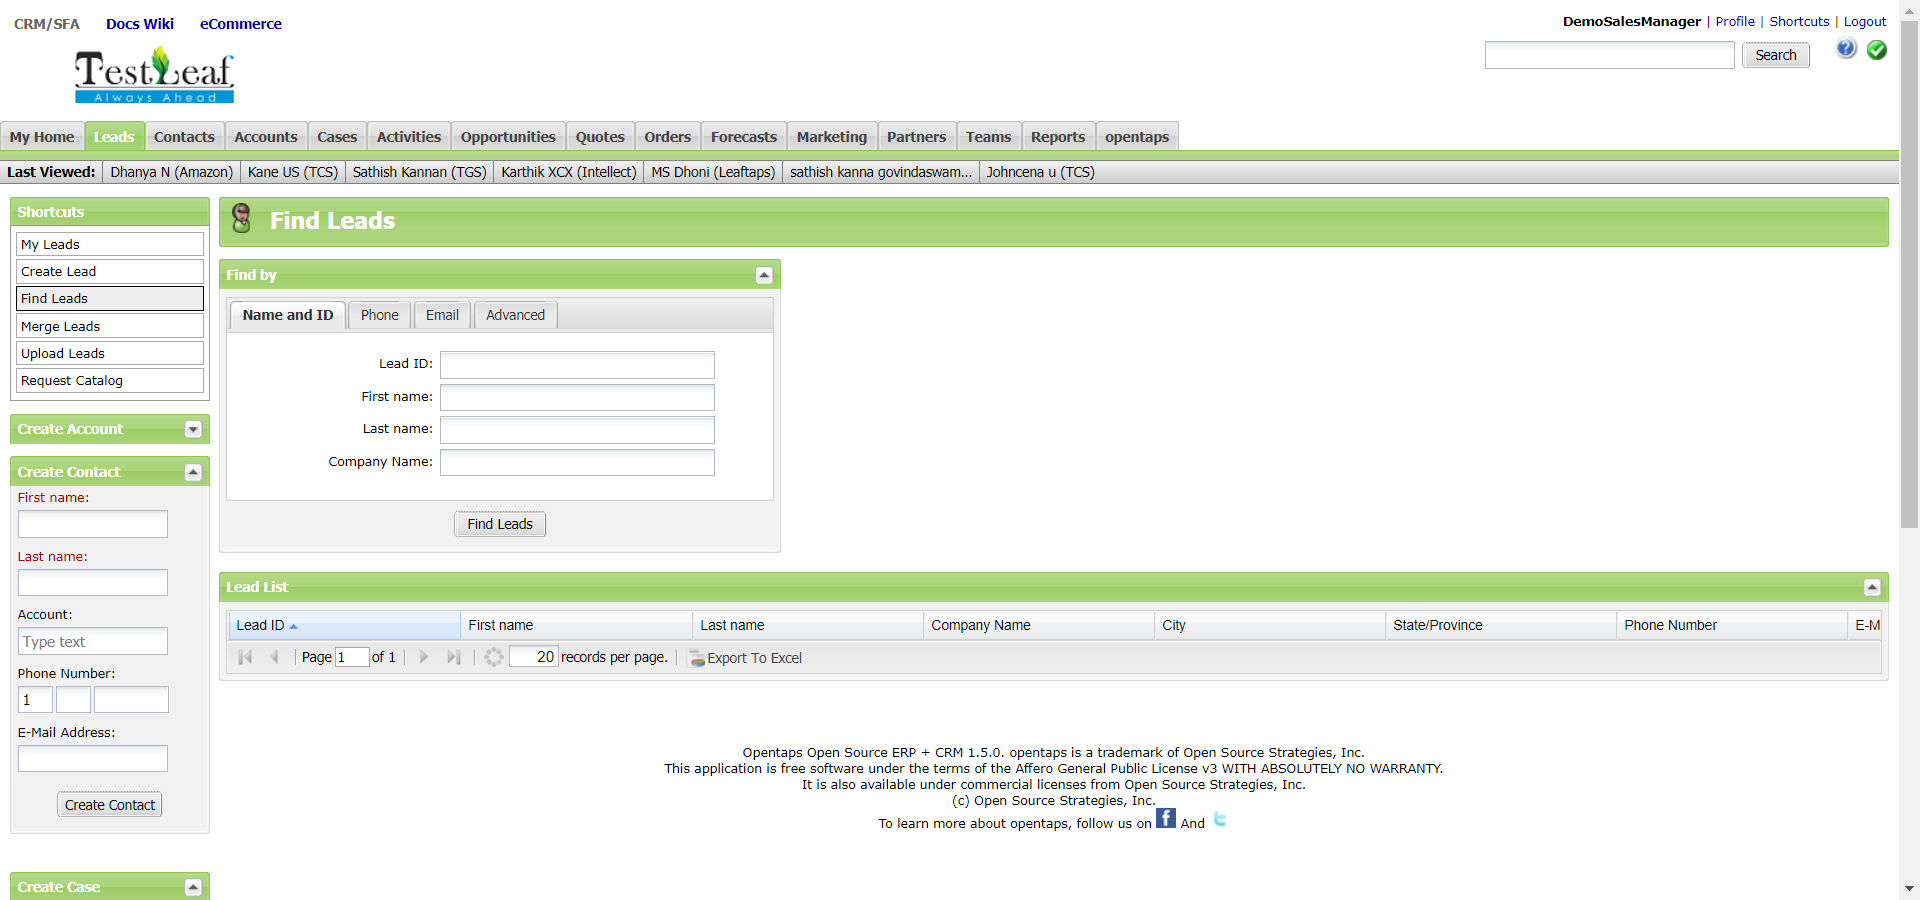 CRM/SFA Docs Wiki eCommerce
DemoSalesManager | Profile | Shortcuts | Logout
Search
TestLeaf
Always Ahead
My Home Leads Contacts Accounts Cases Activities Opportunities Quotes Orders Forecasts Marketing Partners Teams Reports opentaps
Last Viewed: Dhanya N (Amazon) Kane US (TCS) Sathish Kannan (TGS) Karthik XCX (Intellect) MS Dhoni (Leaftaps) sathish kanna govindaswam... Johncena u (TCS)
Shortcuts
My Leads
Create Lead
Find Leads
Merge Leads
Upload Leads
Request Catalog
Create Account
Create Contact
First name:
Last name:
Account:
Type text
Phone Number:
1
E-Mail Address:
Create Contact
Create Case
Find Leads
Find by
Name and ID Phone Email Advanced
Lead ID:
First name:
Last name:
Company Name:
Find Leads
Lead List
Lead ID First name Last name Company Name City State/Province Phone Number E-M
Page 1 of 1 20 records per page. Export To Excel
Opentaps Open Source ERP + CRM 1.5.0. opentaps is a trademark of Open Source Strategies, Inc.
This application is free software under the terms of the Affero General Public License v3 WITH ABSOLUTELY NO WARRANTY.
It is also available under commercial licenses from Open Source Strategies, Inc.
(c) Open Source Strategies, Inc.
To learn more about opentaps, follow us on f And t